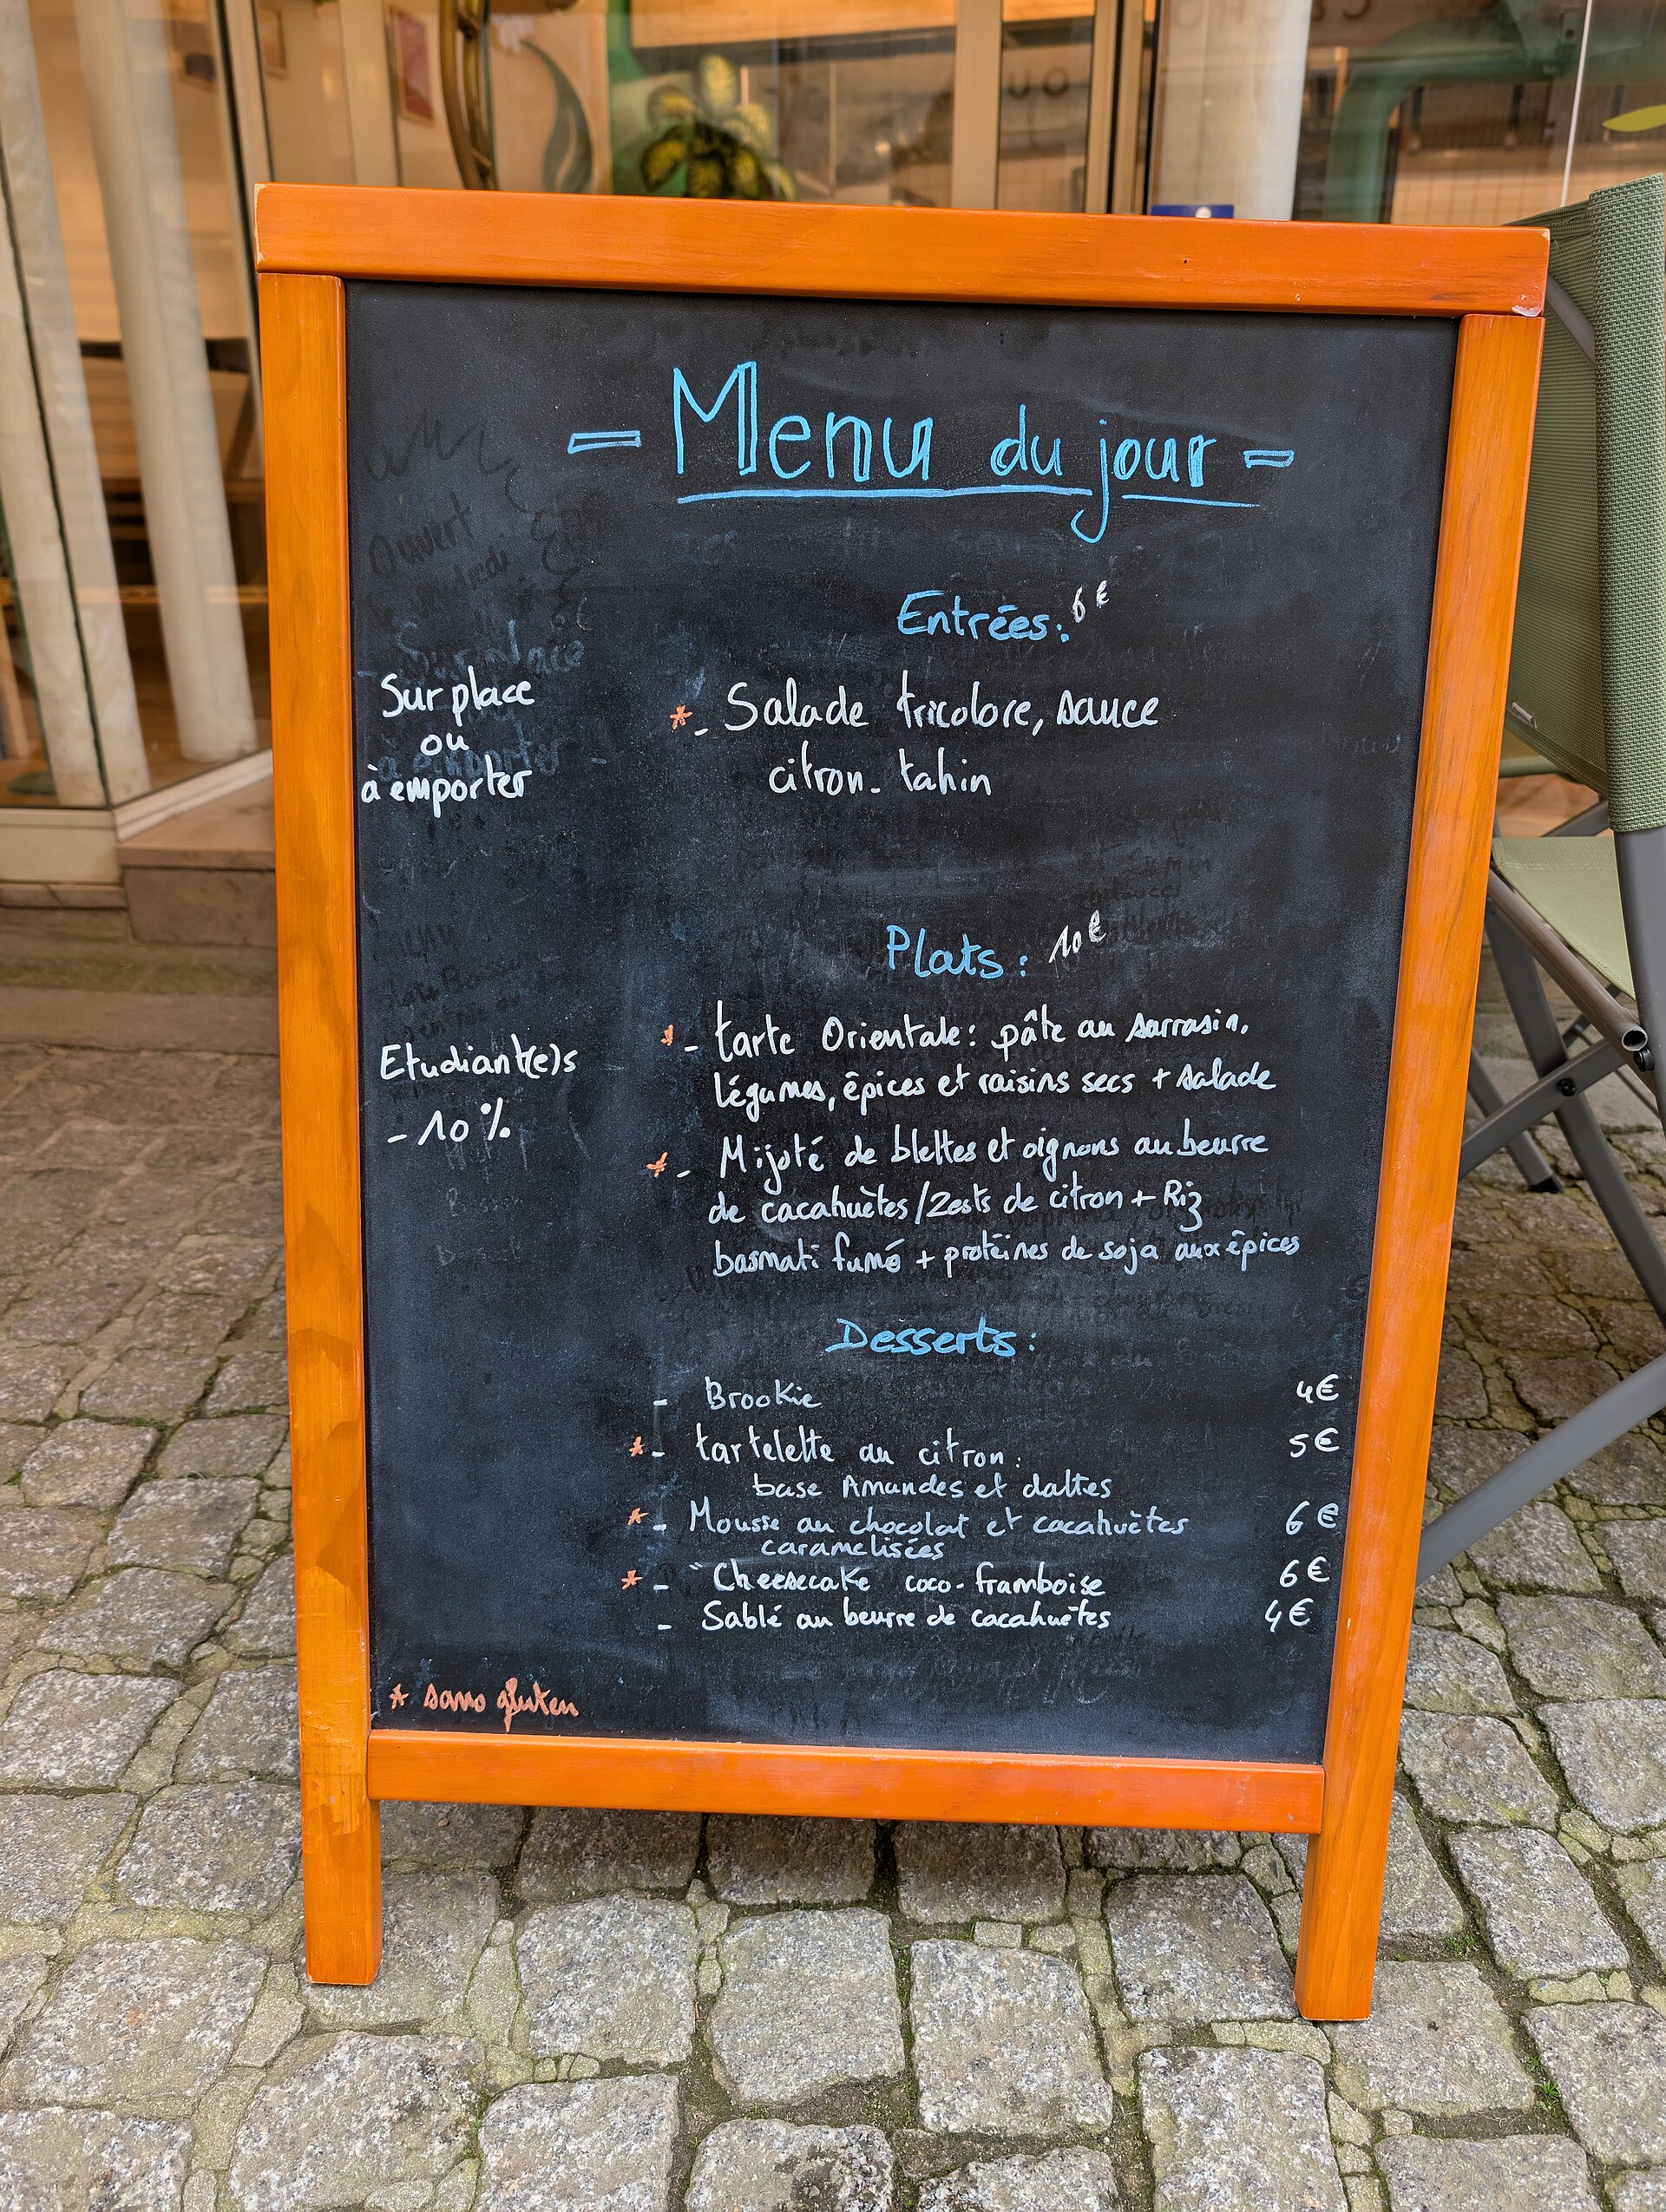 - Menu du jour -
Entrées : 6€
Sur place
ou
à emporter
* - Salade tricolore, sauce
citron - tahin
Plats : 10€
Etudiant(e)s
- 10 %
* - tarte Orientale : pâte au sarrasin,
légumes, épices et raisins secs + salade
* - Mijoté de blettes et oignons au beurre
de cacahuètes / Zests de citron + Riz
basmati fumé + protéines de soja aux épices
Desserts :
- Brookie 4€
* - tartelette au citron : 5€
base Amandes et dattes
* - Mousse au chocolat et cacahuètes 6€
caramelisées
* - "Cheesecake coco-framboise 6€
- Sablé au beurre de cacahuètes 4€
* sans gluten